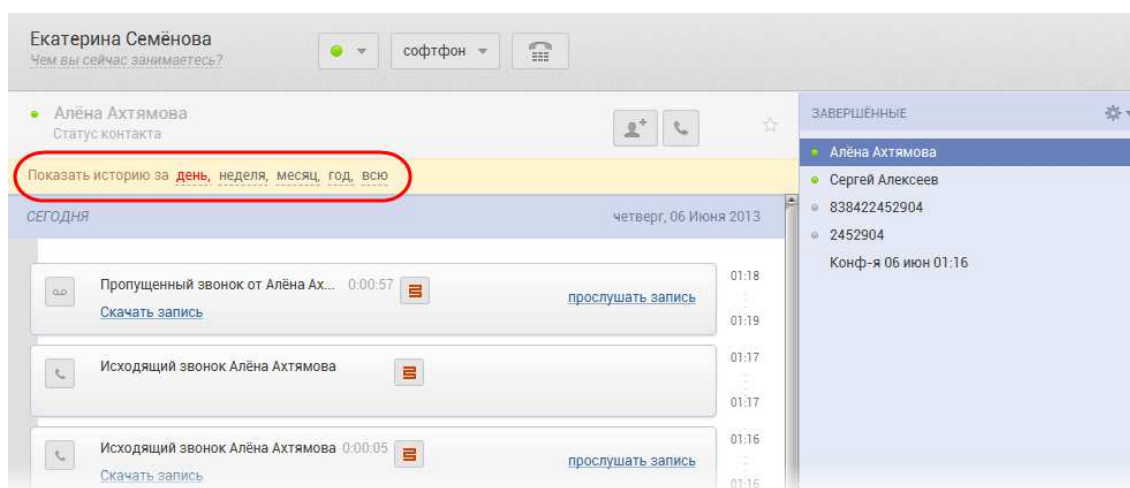 Екатерина Семёнова
Чем вы сейчас занимаетесь?
софтфон
Алёна Ахтямова
Статус контакта
Показать историю за день, неделя, месяц, год, всю
СЕГОДНЯ
четверг, 06 Июня 2013
Пропущенный звонок от Алёна Ах... 0:00:57
Скачать запись
прослушать запись
01:18
01:19
Исходящий звонок Алёна Ахтямова
01:17
01:17
Исходящий звонок Алёна Ахтямова 0:00:05
Скачать запись
прослушать запись
01:16
01:16
ЗАВЕРШЁННЫЕ
Алёна Ахтямова
Сергей Алексеев
838422452904
2452904
Конф-я 06 июн 01:16